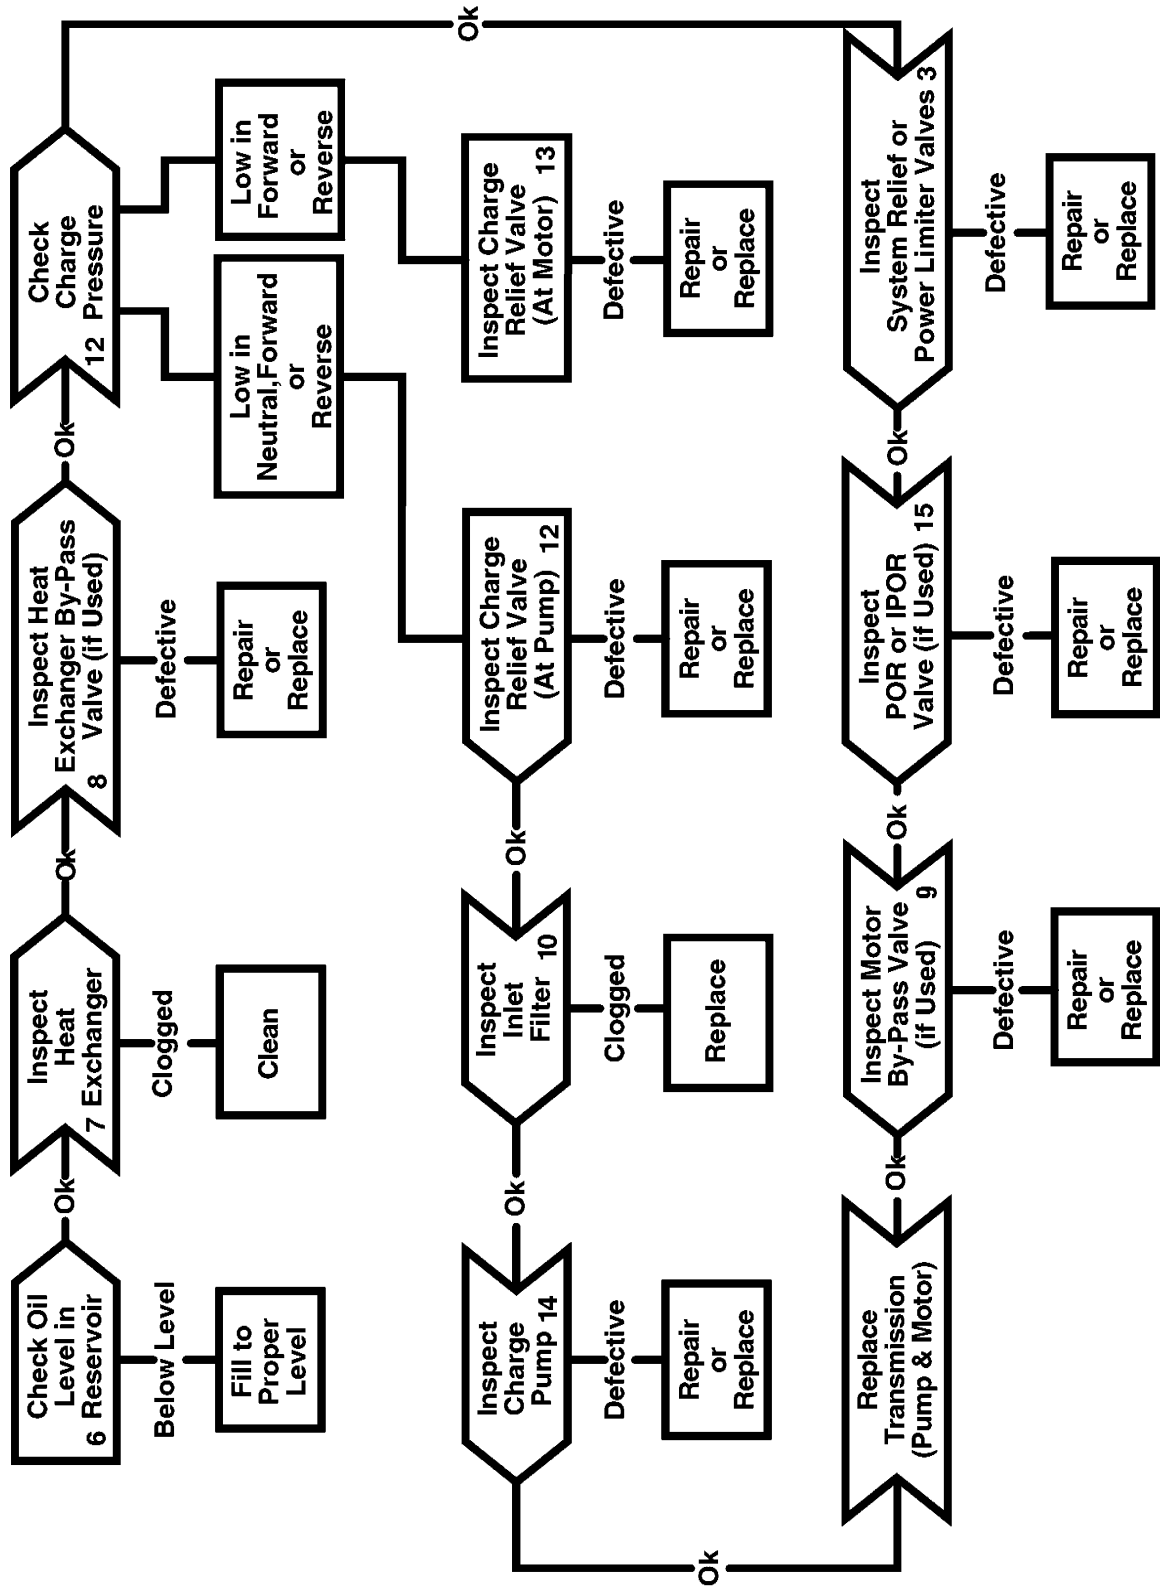 Check Oil
Level in
6 Reservoir
Ok
Inspect
Heat
7 Exchanger
Ok
Inspect Heat
Exchanger By-Pass
8 Valve (if Used)
Ok
Check
Charge
12 Pressure
Ok
Below Level
Fill to
Proper
Level
Clogged
Clean
Defective
Repair
or
Replace
Low in
Neutral,Forward
or
Reverse
Low in
Forward
or
Reverse
Inspect
Charge
Pump 14
Ok
Inspect
Inlet
Filter 10
Ok
Inspect Charge
Relief Valve
(At Pump) 12
Inspect Charge
Relief Valve
(At Motor) 13
Defective
Repair
or
Replace
Clogged
Replace
Defective
Repair
or
Replace
Defective
Repair
or
Replace
Ok
Replace
Transmission
(Pump & Motor)
Ok
Inspect Motor
By-Pass Valve
(if Used) 9
Ok
Inspect
POR or IPOR
Valve (if Used) 15
Ok
Inspect
System Relief or
Power Limiter Valves 3
Defective
Repair
or
Replace
Defective
Repair
or
Replace
Defective
Repair
or
Replace